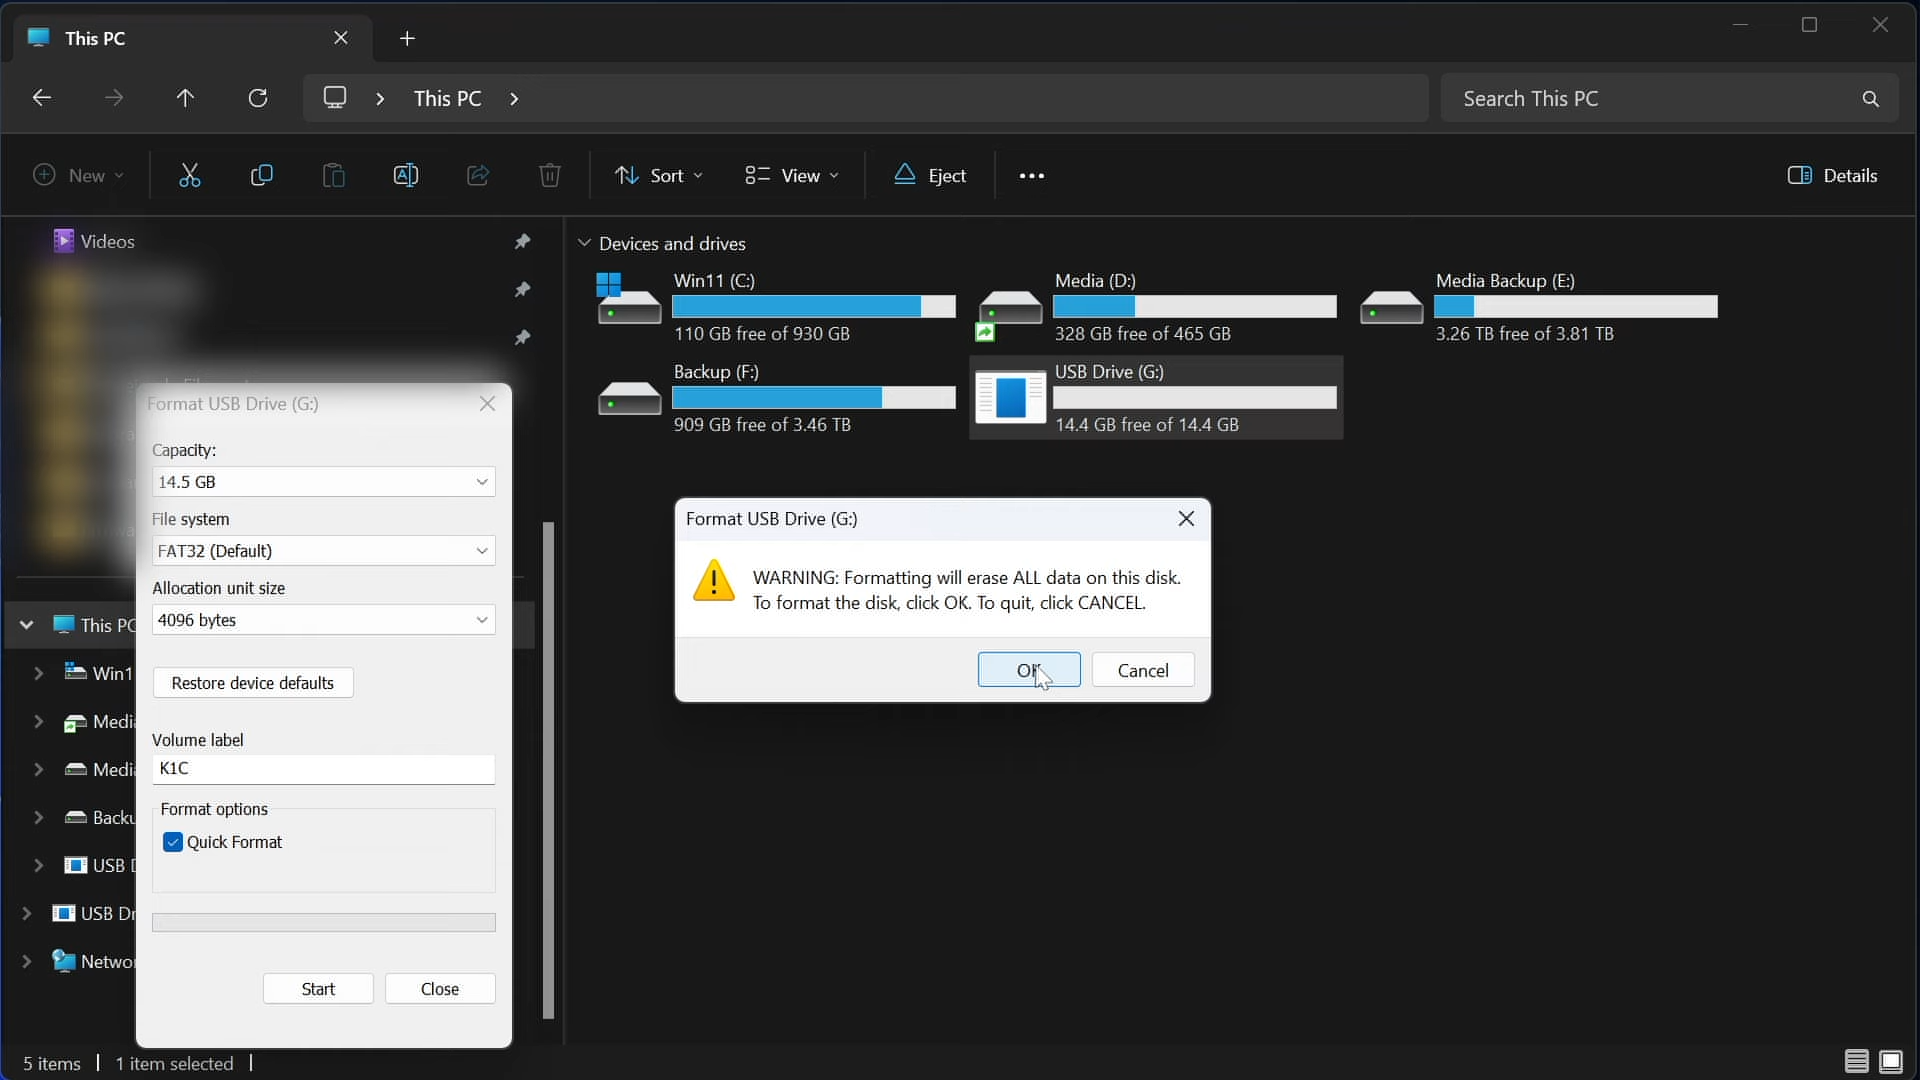 This PC
This PC
Search This PC
New
Sort
View
Eject
Details
Videos
Devices and drives
Win11 (C:)
110 GB free of 930 GB
Media (D:)
328 GB free of 465 GB
Media Backup (E:)
3.26 TB free of 3.81 TB
Backup (F:)
909 GB free of 3.46 TB
USB Drive (G:)
14.4 GB free of 14.4 GB
Format USB Drive (G:)
Capacity:
14.5 GB
File system
FAT32 (Default)
Allocation unit size
4096 bytes
Restore device defaults
Volume label
K1C
Format options
Quick Format
Start
Close
This PC
Win1
Medi
Medi
Backu
USB D
USB Dr
Networ
Format USB Drive (G:)
WARNING: Formatting will erase ALL data on this disk.
To format the disk, click OK. To quit, click CANCEL.
OK
Cancel
5 items
1 item selected